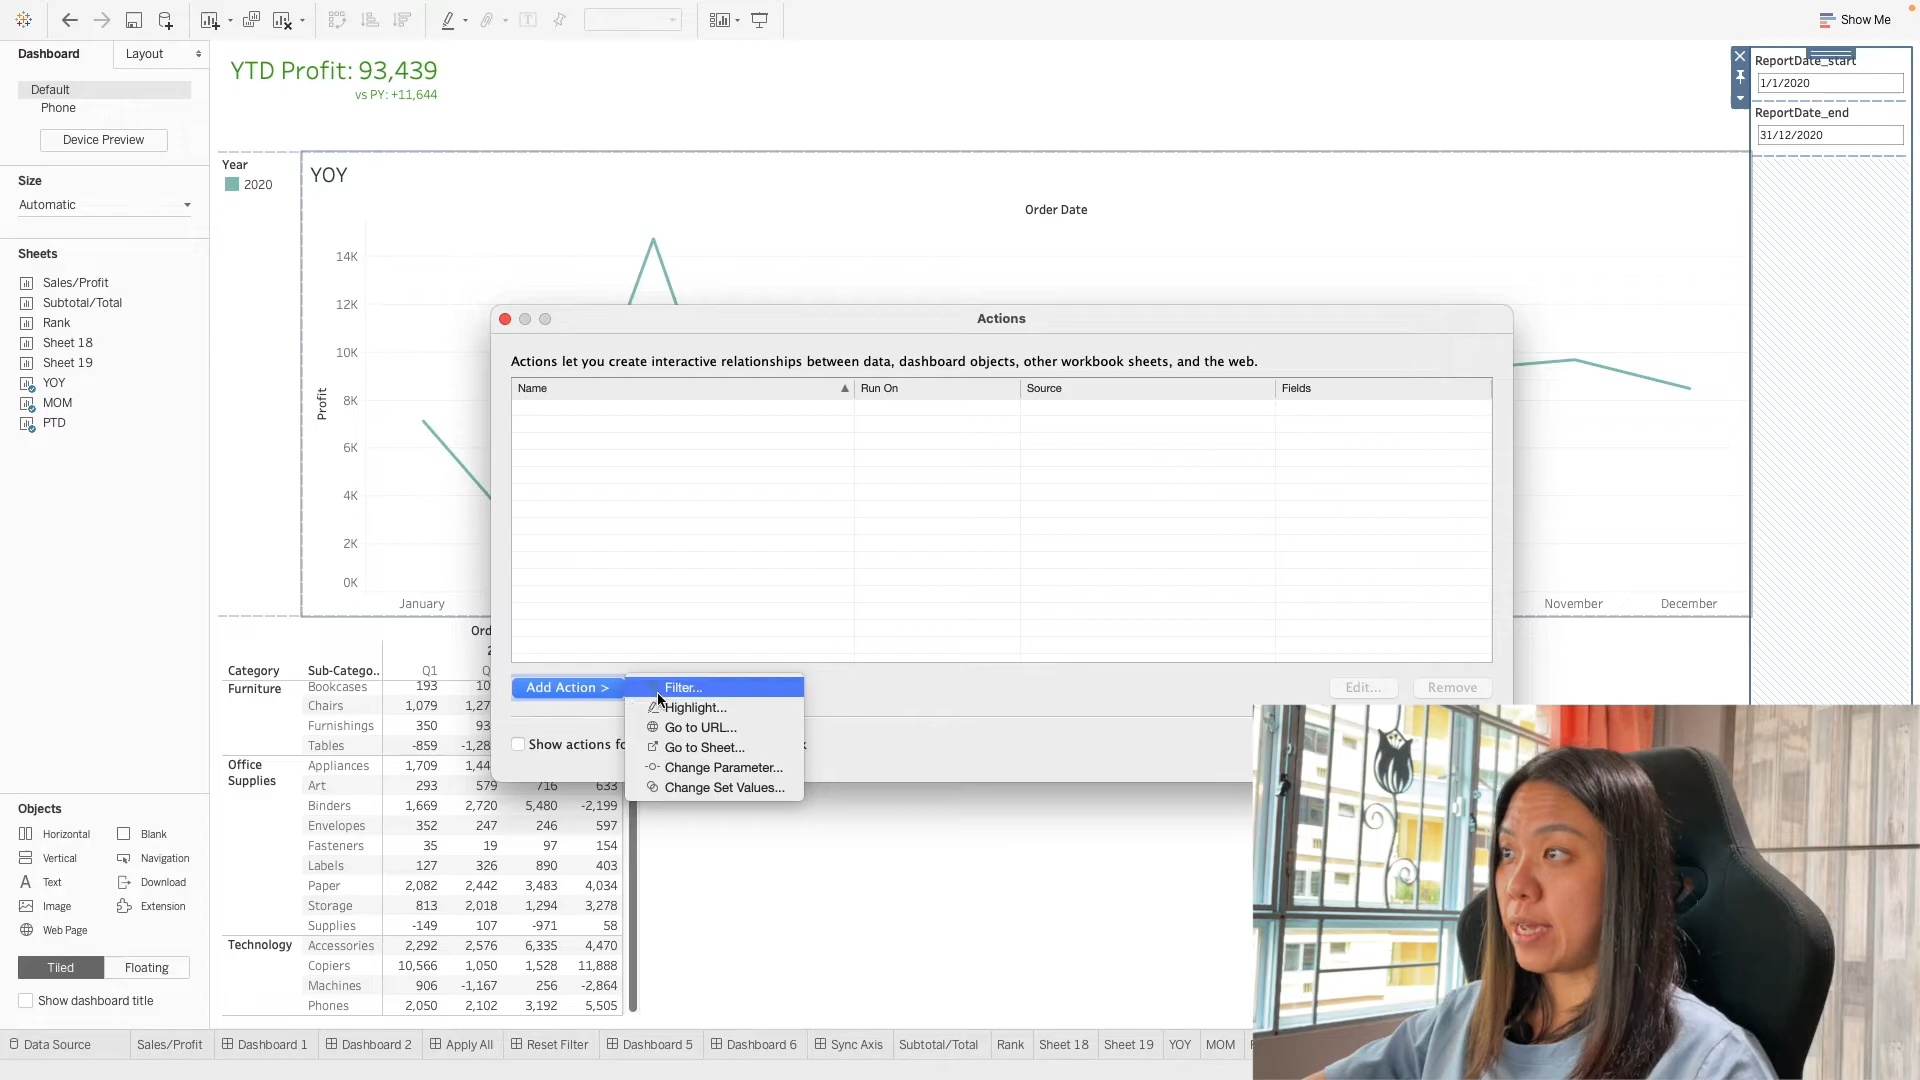 Show Me
Dashboard
Layout
Default
Phone
Device Preview
Size
Automatic
Sheets
Sales/Profit
Subtotal/Total
Rank
Sheet 18
Sheet 19
YOY
MOM
PTD
Objects
Horizontal
Blank
Vertical
Navigation
Text
Download
Image
Extension
Web Page
Tiled
Floating
Show dashboard title
YTD Profit: 93,439
vs PY: +11,644
ReportDate_start
1/1/2020
ReportDate_end
31/12/2020
Year
2020
YOY
Order Date
14K
12K
10K
8K
6K
4K
2K
0K
Profit
January
November
December
Actions
Actions let you create interactive relationships between data, dashboard objects, other workbook sheets, and the web.
Name Run On Source Fields
Add Action >
Edit...
Remove
Filter...
Highlight...
Go to URL...
Go to Sheet...
Change Parameter...
Change Set Values...
Show actions fo
k
Ord
2
Category Sub-Catego.. Q1 Q
Furniture Bookcases 193 10
Chairs 1,079 1,27
Furnishings 350 93
Tables -859 -1,28
Office Supplies Appliances 1,709 1,44
Art 293 579 716 633
Binders 1,669 2,720 5,480 -2,199
Envelopes 352 247 246 597
Fasteners 35 19 97 154
Labels 127 326 890 403
Paper 2,082 2,442 3,483 4,034
Storage 813 2,018 1,294 3,278
Supplies -149 107 -971 58
Technology Accessories 2,292 2,576 6,335 4,470
Copiers 10,566 1,050 1,528 11,888
Machines 906 -1,167 256 -2,864
Phones 2,050 2,102 3,192 5,505
Data Source Sales/Profit Dashboard 1 Dashboard 2 Apply All Reset Filter Dashboard 5 Dashboard 6 Sync Axis Subtotal/Total Rank Sheet 18 Sheet 19 YOY MOM